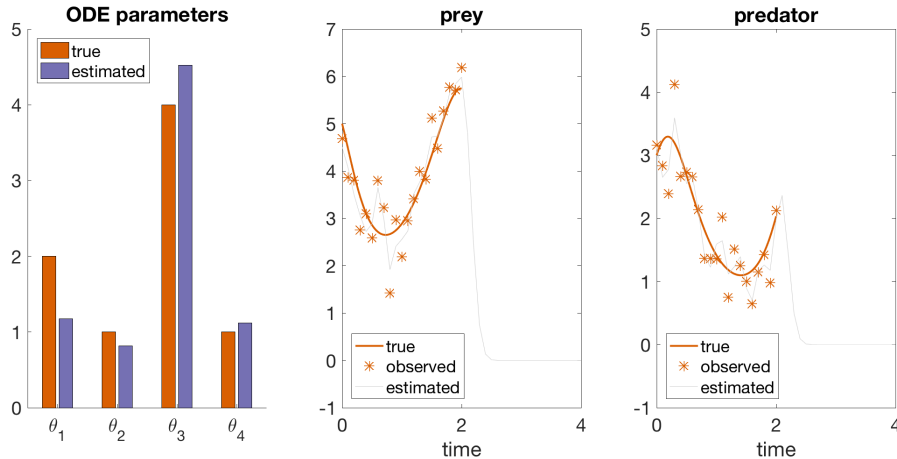 ODE parameters
5
4
3
2
1
0
true
estimated
θ1
θ2
θ3
θ4
prey
7
6
5
4
3
2
1
0
-1
true
observed
estimated
0
2
4
time
predator
5
4
3
2
1
0
-1
true
observed
estimated
0
2
4
time